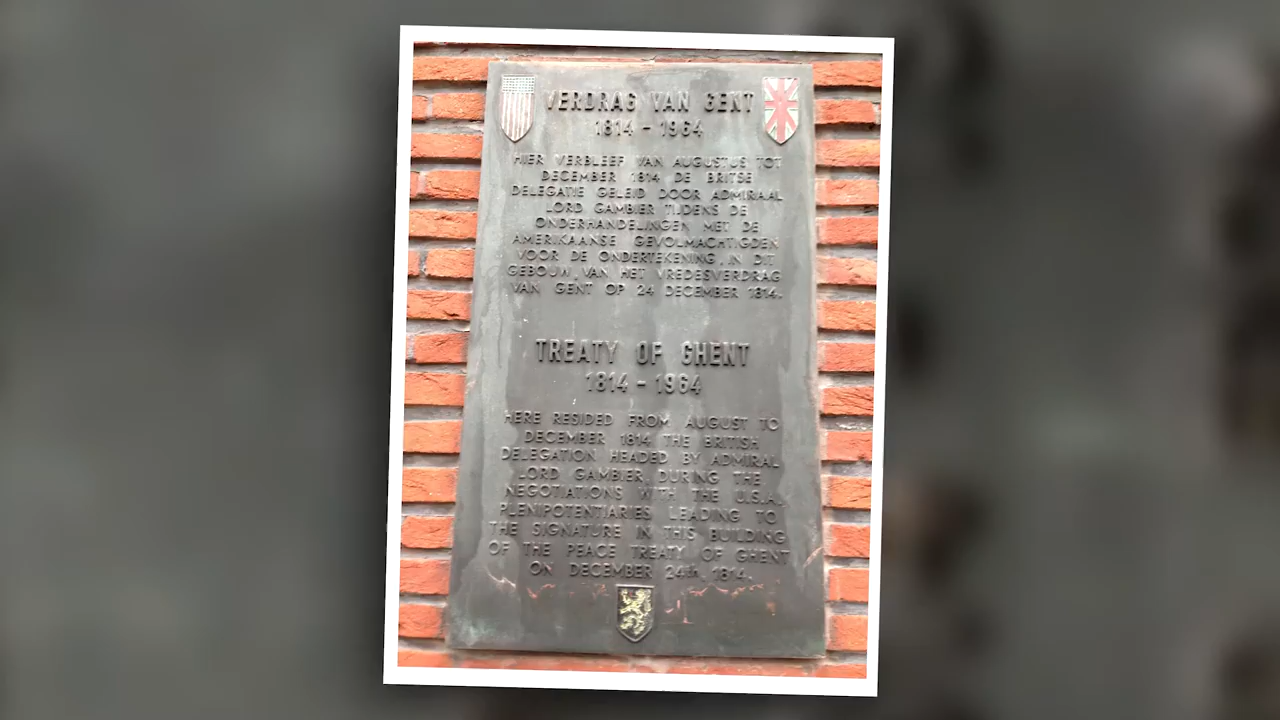 VERDRAG VAN GENT
1814 - 1964
HIER VERBLEEF VAN AUGUSTUS TOT
DECEMBER 1814 DE BRITSE
DELEGATIE GELEID DOOR ADMIRAAL
LORD GAMBIER TIJDENS DE
ONDERHANDELINGEN MET DE
AMERIKAANSE GEVOLMACHTIGDEN
VOOR DE ONDERTEKENING, IN DIT
GEBOUW, VAN HET VREDESVERDRAG
VAN GENT OP 24 DECEMBER 1814.
TREATY OF GHENT
1814 - 1964
HERE RESIDED FROM AUGUST TO
DECEMBER 1814 THE BRITISH
DELEGATION HEADED BY ADMIRAL
LORD GAMBIER DURING THE
NEGOTIATIONS WITH THE U.S.A.
PLENIPOTENTIARIES LEADING TO
THE SIGNATURE IN THIS BUILDING
OF THE PEACE TREATY OF GHENT
ON DECEMBER 24th 1814.